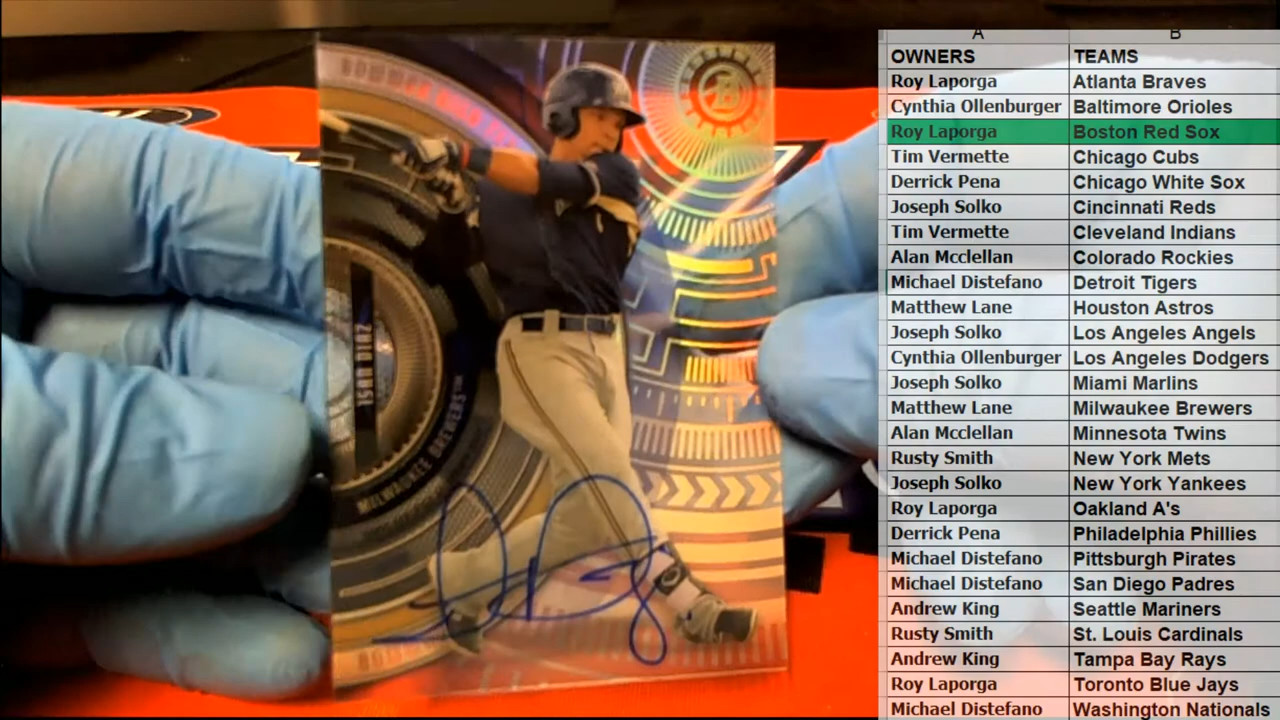 ISAN DIAZ
MILWAUKEE BREWERS
A B
OWNERS TEAMS
Roy Laporga Atlanta Braves
Cynthia Ollenburger Baltimore Orioles
Roy Laporga Boston Red Sox
Tim Vermette Chicago Cubs
Derrick Pena Chicago White Sox
Joseph Solko Cincinnati Reds
Tim Vermette Cleveland Indians
Alan Mcclellan Colorado Rockies
Michael Distefano Detroit Tigers
Matthew Lane Houston Astros
Joseph Solko Los Angeles Angels
Cynthia Ollenburger Los Angeles Dodgers
Joseph Solko Miami Marlins
Matthew Lane Milwaukee Brewers
Alan Mcclellan Minnesota Twins
Rusty Smith New York Mets
Joseph Solko New York Yankees
Roy Laporga Oakland A's
Derrick Pena Philadelphia Phillies
Michael Distefano Pittsburgh Pirates
Michael Distefano San Diego Padres
Andrew King Seattle Mariners
Rusty Smith St. Louis Cardinals
Andrew King Tampa Bay Rays
Roy Laporga Toronto Blue Jays
Michael Distefano Washington Nationals